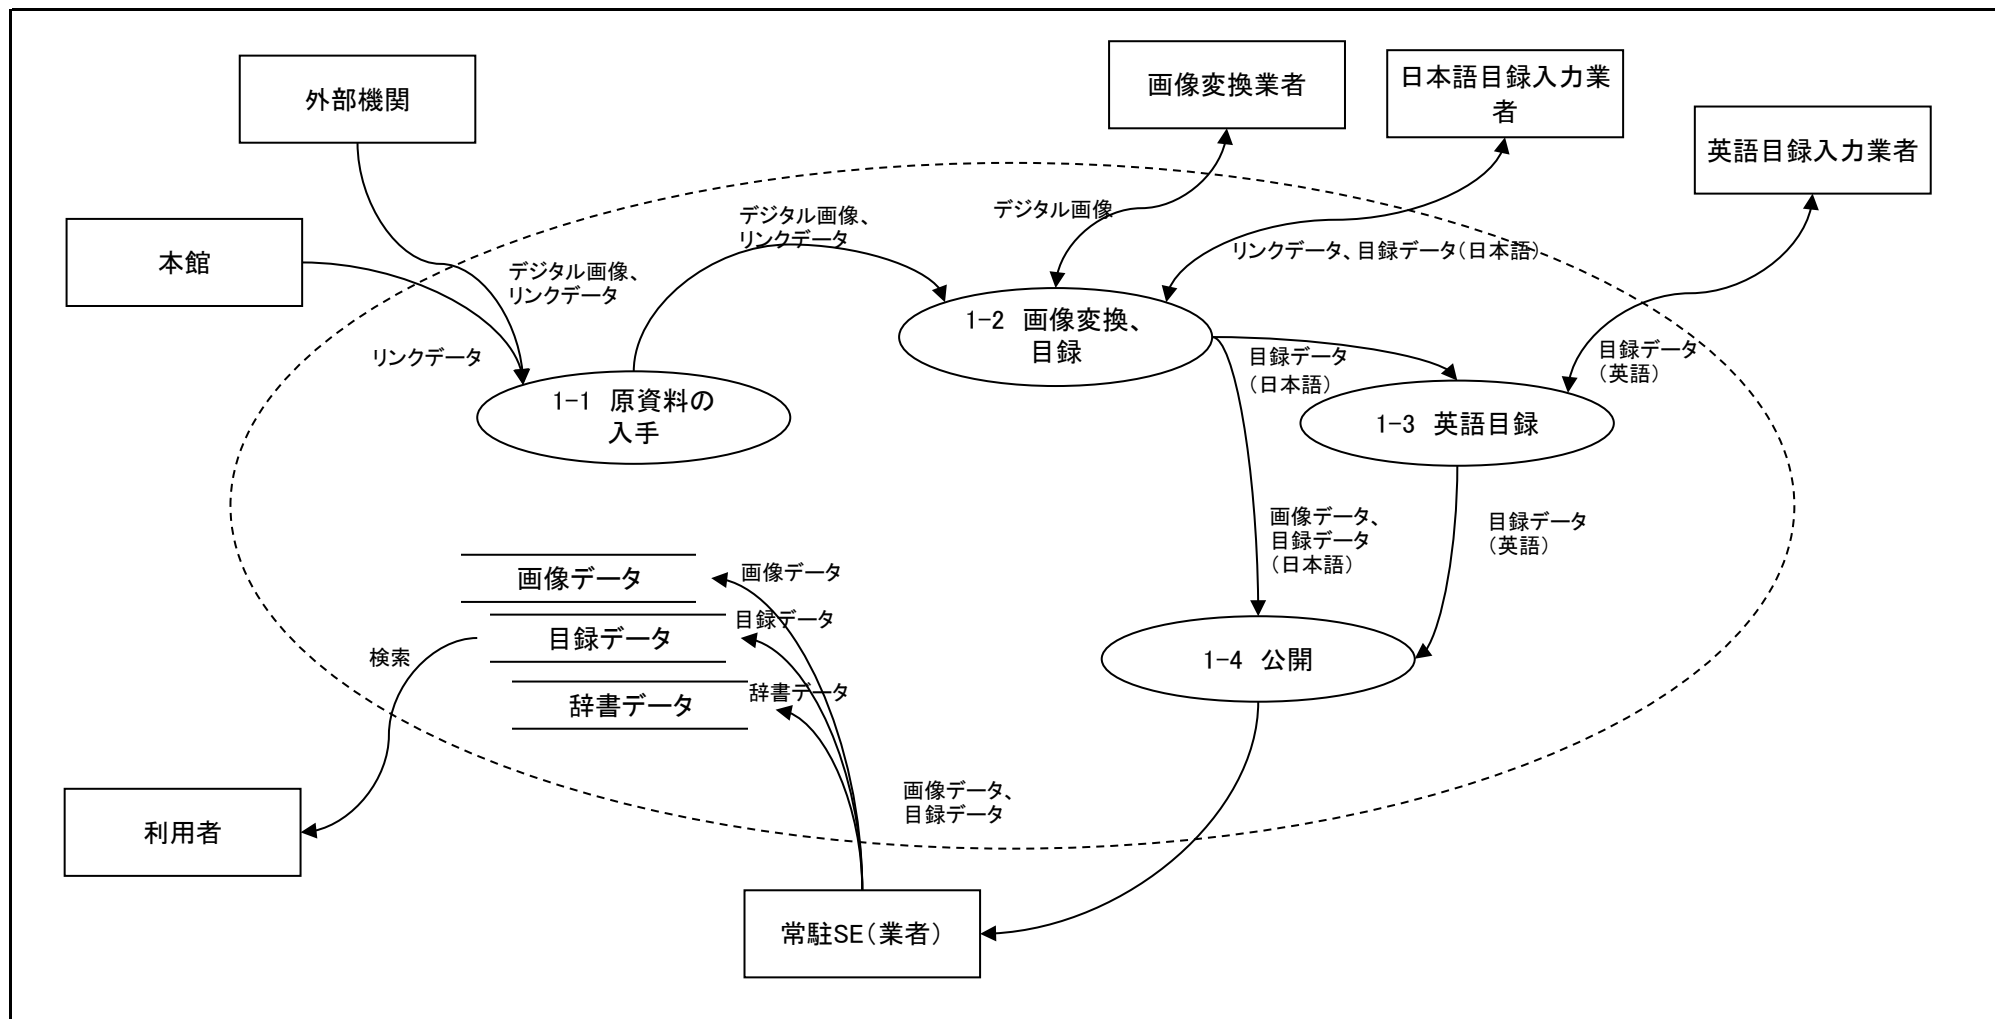 外部機関
画像変換業者
日本語目録入力業
者
英語目録入力業者
本館
デジタル画像、
リンクデータ
デジタル画像、
リンクデータ
デジタル画像
リンクデータ、目録データ(日本語)
リンクデータ
1-1 原資料の
入手
1-2 画像変換、
目録
目録データ
(日本語)
目録データ
(英語)
1-3 英語目録
画像データ、
目録データ
(日本語)
目録データ
(英語)
画像データ
画像データ
目録データ
目録データ
検索
辞書データ
辞書データ
1-4 公開
画像データ、
目録データ
利用者
常駐SE(業者)